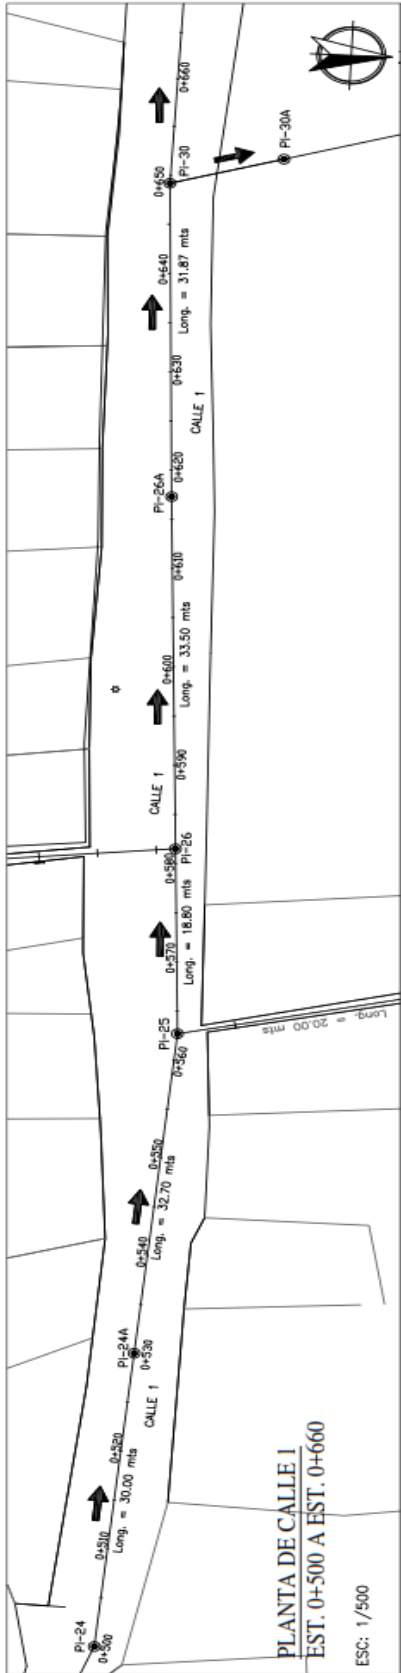 PI-24
0+500
0+510
Long. = 30.00 mts
0+520
CALLE 1
PI-24A
0+530
0+540
Long. = 32.70 mts
0+550
0+560
PI-25
Long. = 20.00 mts
0+570
Long. = 18.80 mts
0+580
PI-26
CALLE 1
0+590
0+600
Long. = 33.50 mts
0+610
PI-26A
0+620
CALLE 1
0+630
0+640
Long. = 31.87 mts
0+650
PI-30
PI-30A
0+660
PLANTA DE CALLE 1
EST. 0+500 A EST. 0+660
ESC: 1/500